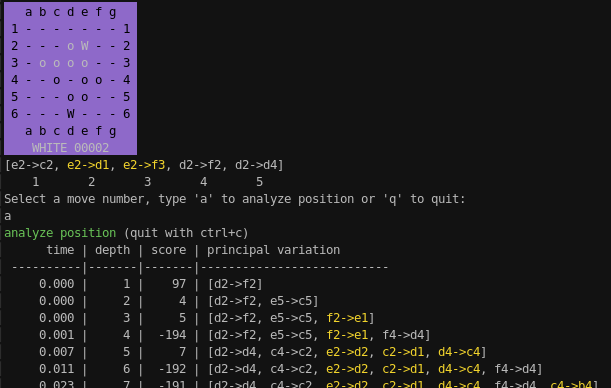 a b c d e f g
1 - - - - - - - 1
2 - - - o W - - 2
3 - o o o o - - 3
4 - - o - o o - 4
5 - - - o o - - 5
6 - - - W - - - 6
a b c d e f g
WHITE 00002
[e2->c2, e2->d1, e2->f3, d2->f2, d2->d4]
1 2 3 4 5
Select a move number, type 'a' to analyze position or 'q' to quit:
a
analyze position (quit with ctrl+c)
time | depth | score | principal variation
----------|-------|-------|---------------------------
0.000 | 1 | 97 | [d2->f2]
0.000 | 2 | 4 | [d2->f2, e5->c5]
0.000 | 3 | 5 | [d2->f2, e5->c5, f2->e1]
0.001 | 4 | -194 | [d2->f2, e5->c5, f2->e1, f4->d4]
0.007 | 5 | 7 | [d2->d4, c4->c2, e2->d2, c2->d1, d4->c4]
0.011 | 6 | -192 | [d2->d4, c4->c2, e2->d2, c2->d1, d4->c4, f4->d4]
0.023 | 7 | -191 | [d2->d4, c4->c2, e2->d2, c2->d1, d4->c4, f4->d4, c4->b4]